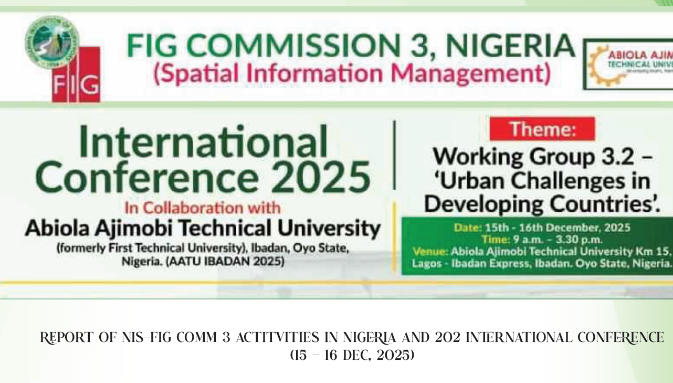 FIG
FIG COMMISSION 3, NIGERIA
(Spatial Information Management)
ABIOLA AJIM
TECHNICAL UNIVE
International
Conference 2025
In Collaboration with
Abiola Ajimobi Technical University
(formerly First Technical University), Ibadan, Oyo State,
Nigeria. (AATU IBADAN 2025)
Theme:
Working Group 3.2 –
‘Urban Challenges in
Developing Countries’.
Date: 15th - 16th December, 2025
Time: 9 a.m. – 3.30 p.m.
Venue: Abiola Ajimobi Technical University Km 15,
Lagos - Ibadan Express, Ibadan. Oyo State, Nigeria.
REPORT OF NIS-FIG COMM 3 ACTITVITIES IN NIGERIA AND 202 INTERNATIONAL CONFERENCE
(15 – 16 DEC, 2025)